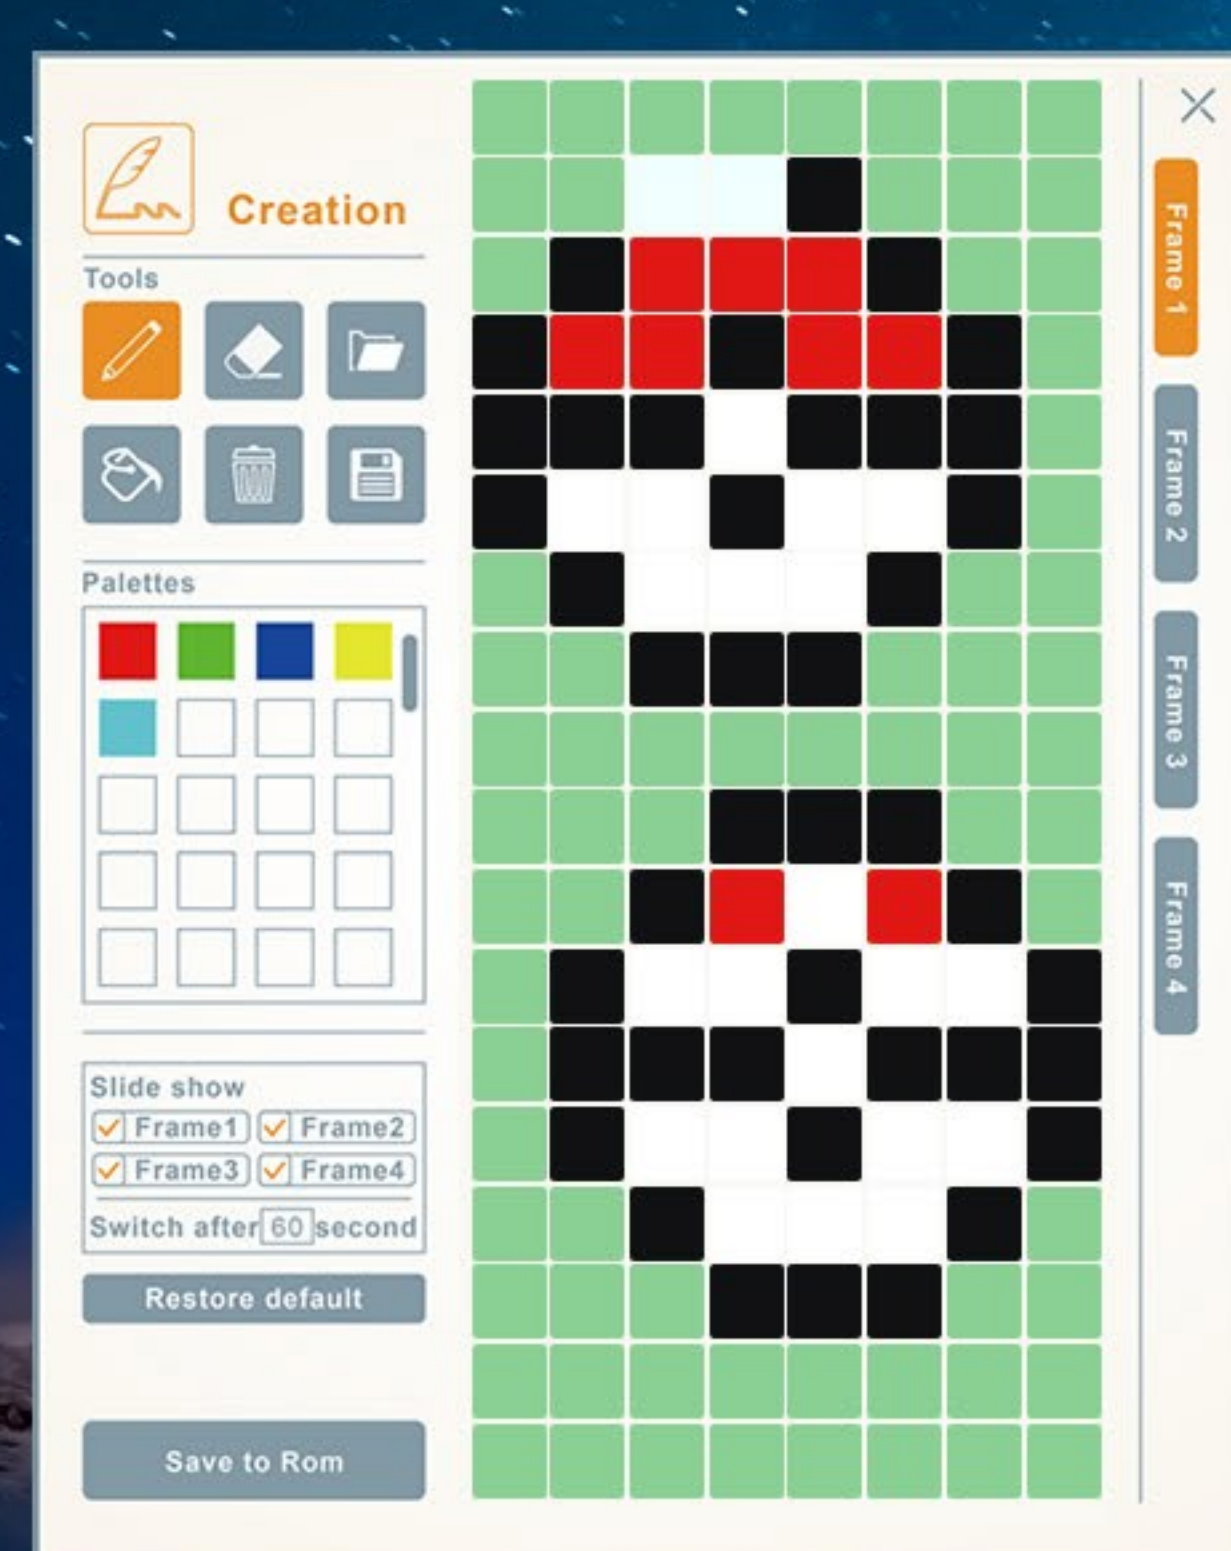 Creation
Tools
Palettes
Slide show
Frame1 Frame2
Frame3 Frame4
Switch after 60 second
Restore default
Save to Rom
Frame 1
Frame 2
Frame 3
Frame 4